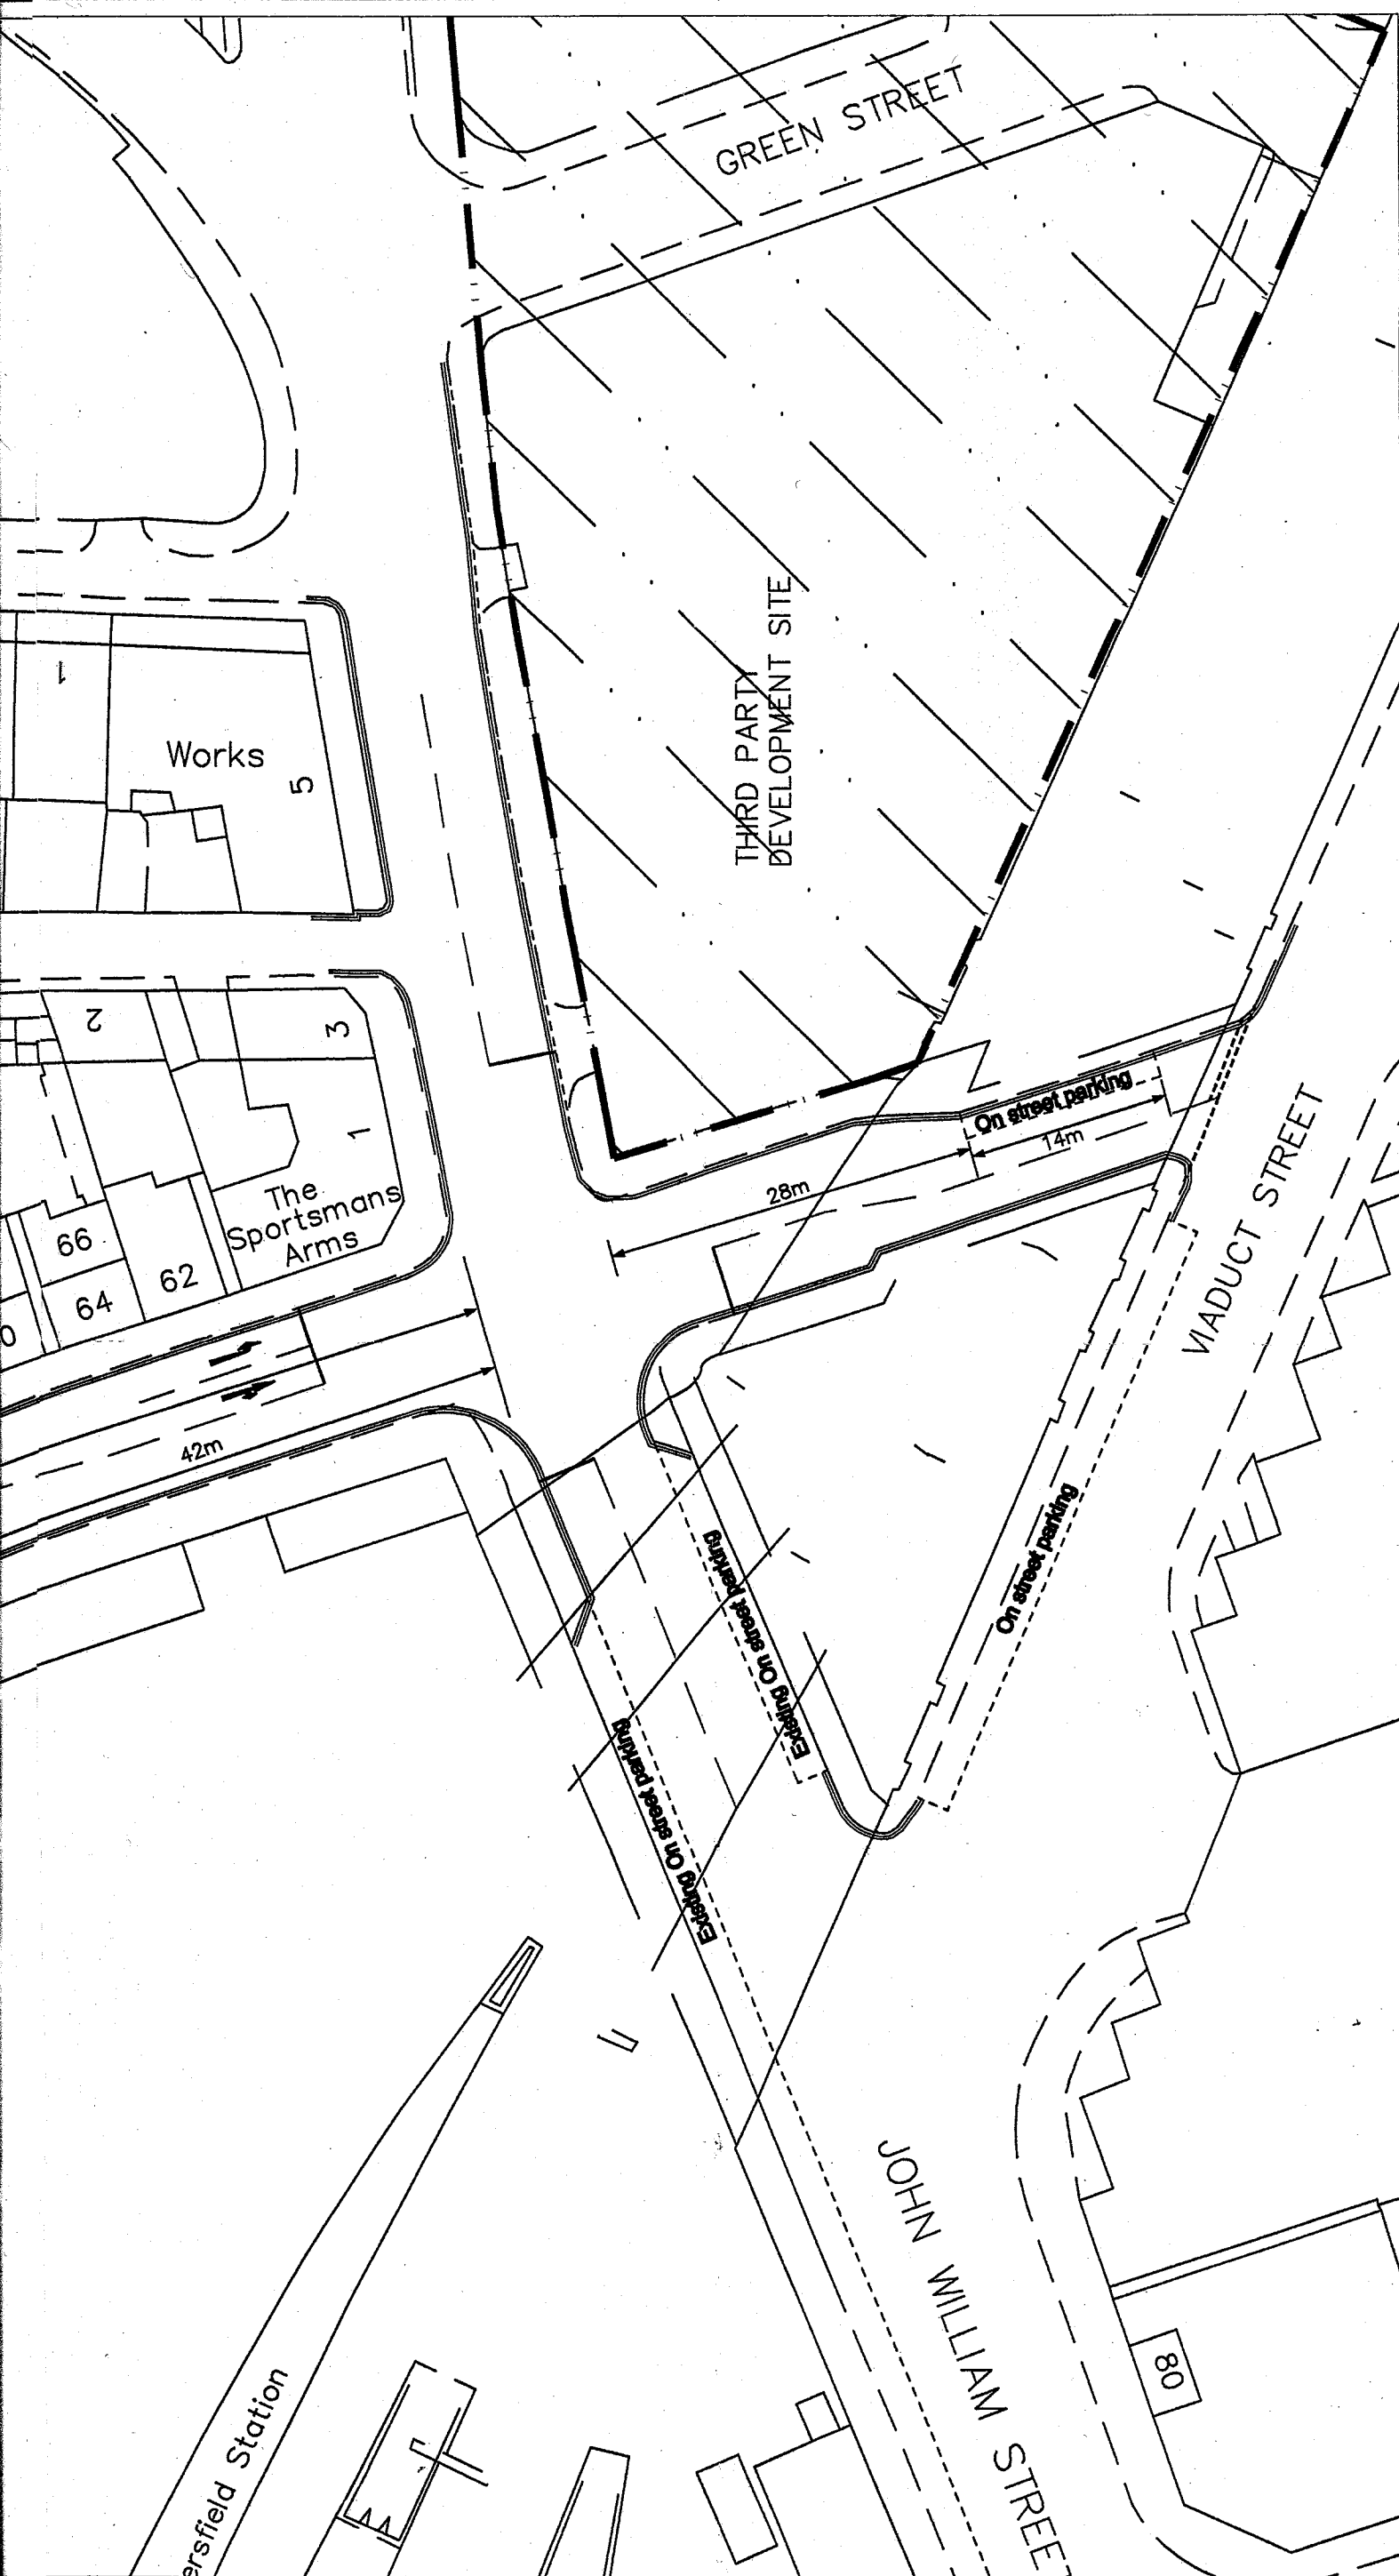 GREEN STREET
THIRD PARTY
DEVELOPMENT SITE
1
Works
5
2
3
1
The
Sportsmans
Arms
66
64
62
0
On street parking
14m
28m
42m
VIADUCT STREET
On street parking
Existing On street parking
Existing On street parking
JOHN WILLIAM STREET
80
ersfield Station